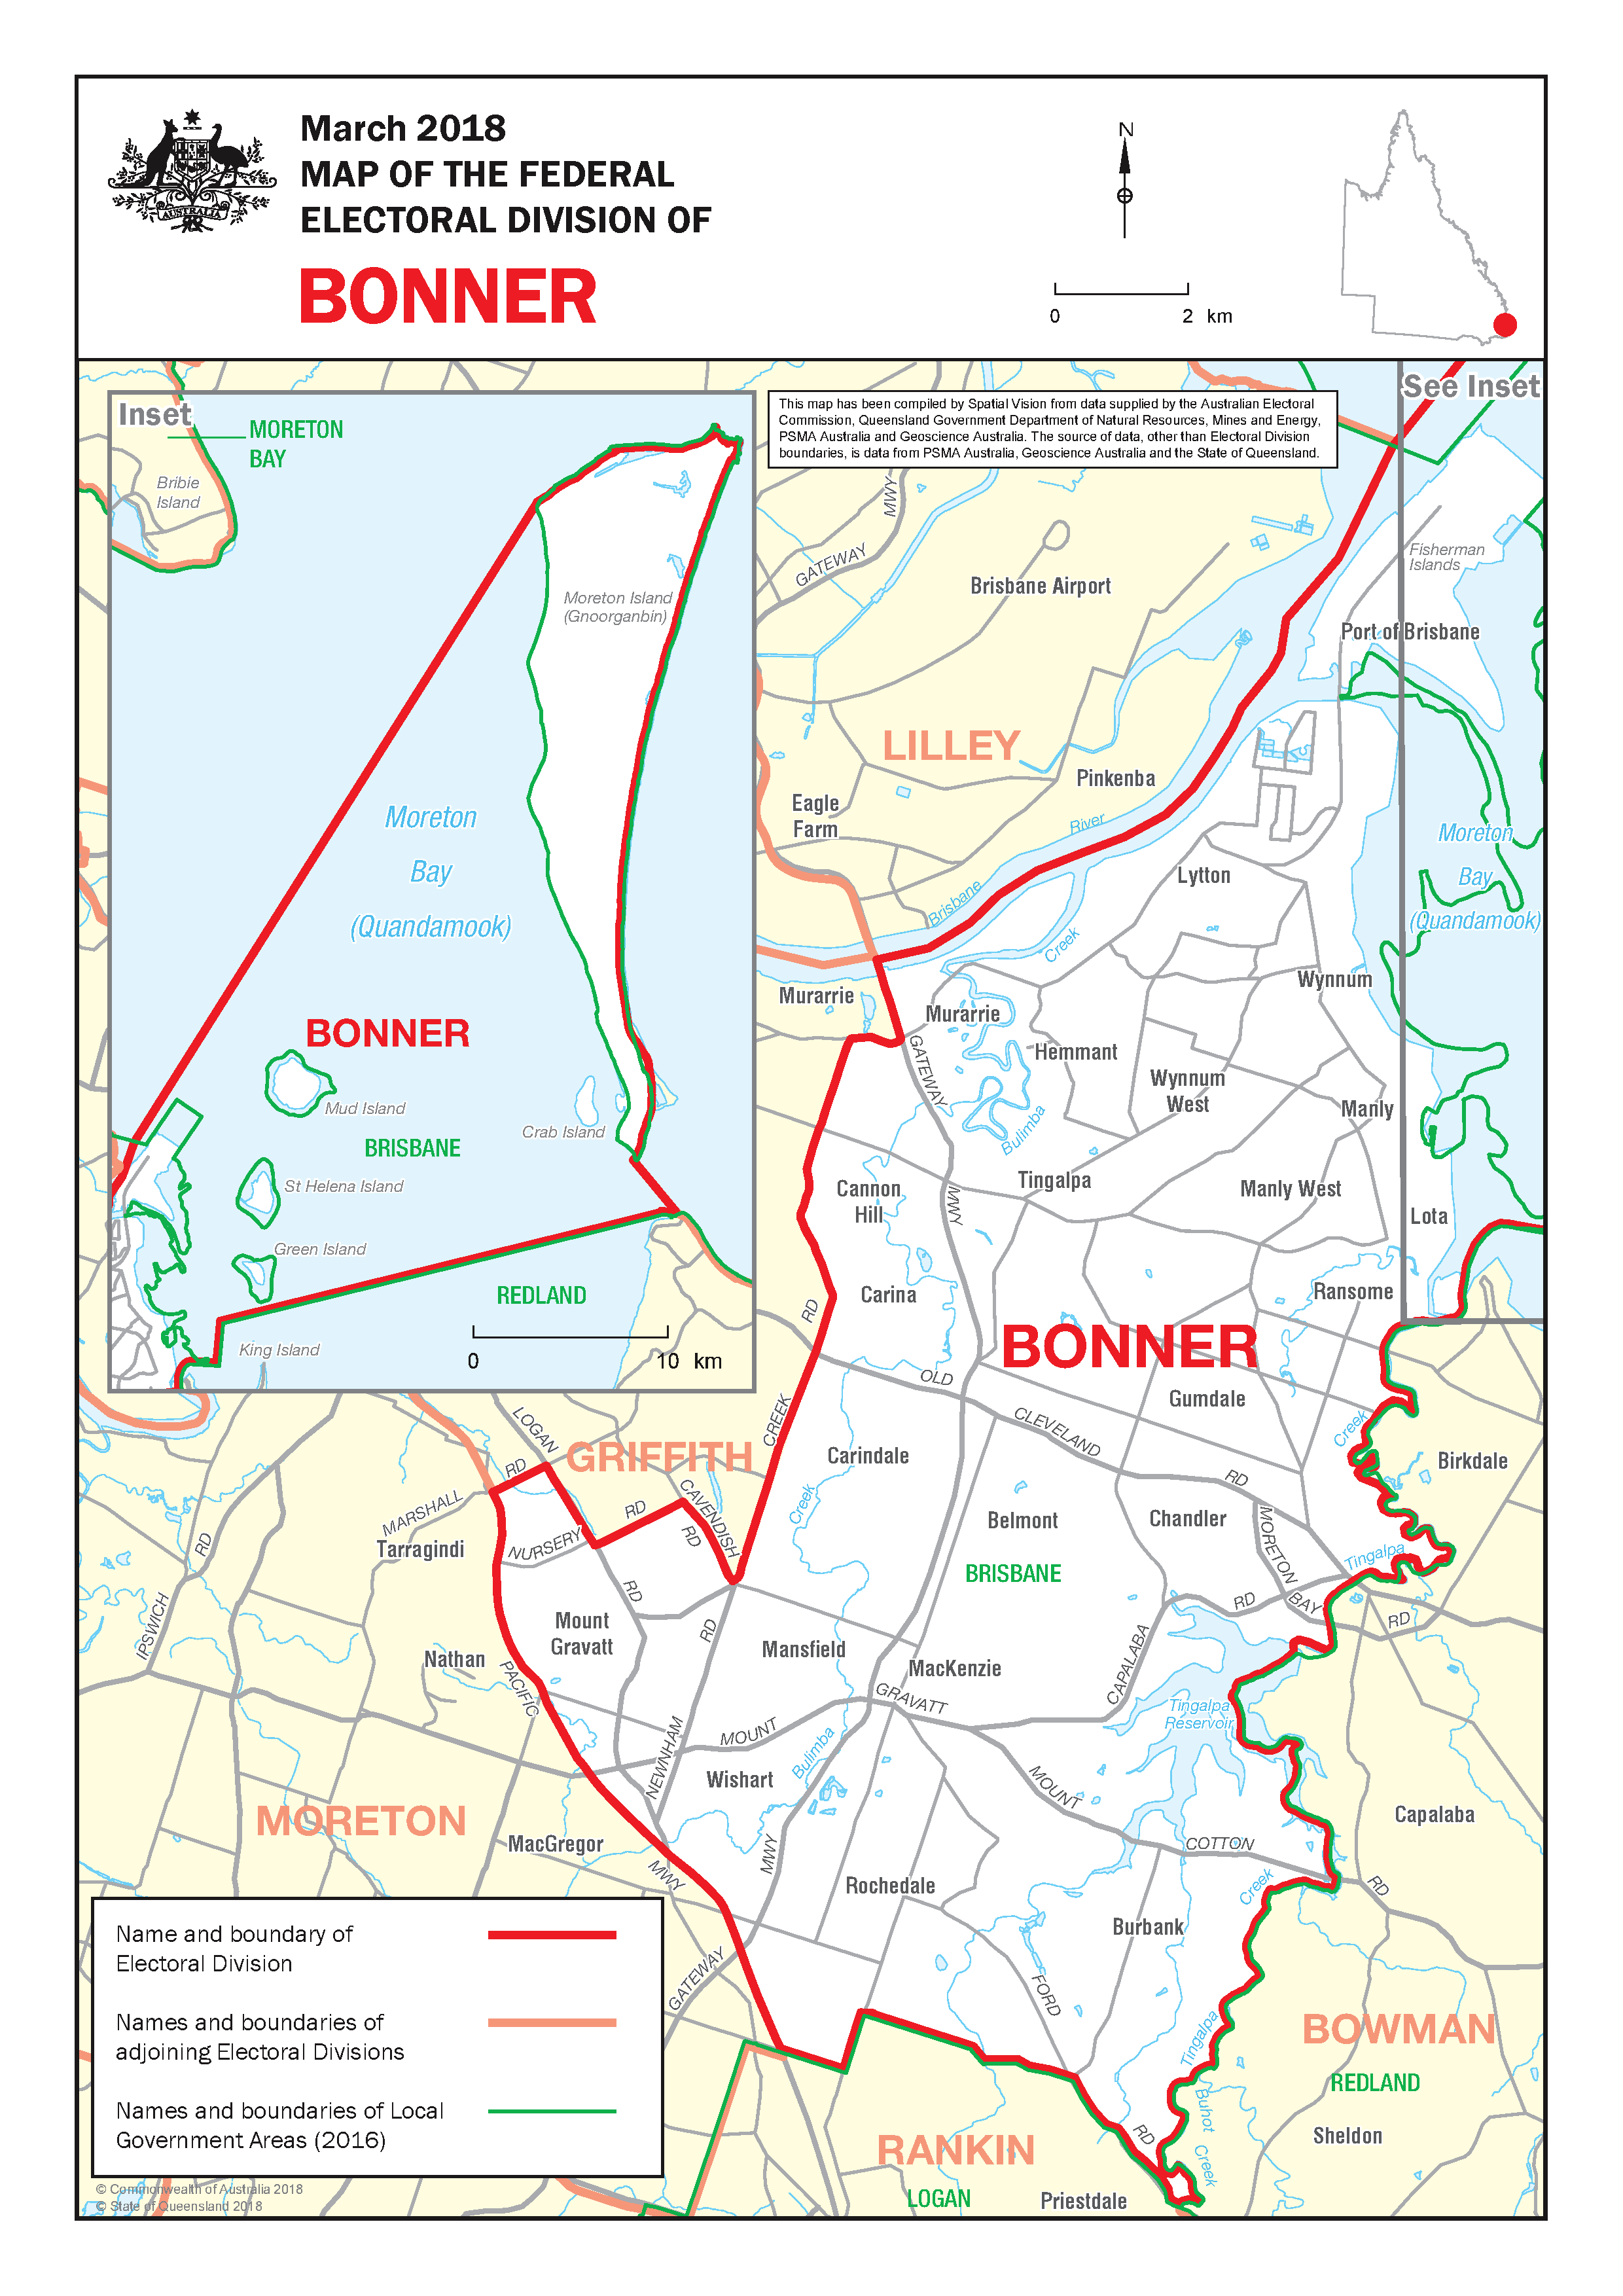 March 2018
MAP OF THE FEDERAL
ELECTORAL DIVISION OF
BONNER
AUSTRALIA
N
0 2 km
See Inset
Inset
MORETON
BAY
Bribie
Island
Moreton Island
(Gnoorganbin)
Moreton
Bay
(Quandamook)
BONNER
Mud Island
Crab Island
BRISBANE
St Helena Island
Green Island
REDLAND
King Island
0 10 km
This map has been compiled by Spatial Vision from data supplied by the Australian Electoral
Commission, Queensland Government Department of Natural Resources, Mines and Energy,
PSMA Australia and Geoscience Australia. The source of data, other than Electoral Division
boundaries, is data from PSMA Australia, Geoscience Australia and the State of Queensland.
MWY
GATEWAY
Brisbane Airport
Fisherman
Islands
Port of Brisbane
LILLEY
Pinkenba
Eagle
Farm
River
Brisbane
Moreton
Bay
(Quandamook)
Lytton
Creek
Wynnum
Murarrie
Murarrie
Hemmant
GATEWAY
Wynnum
West
Manly
Bulimba
Tingalpa
Cannon
Hill
MWY
Manly West
Lota
Carina
Ransome
RD
BONNER
OLD
Gumdale
CREEK
CLEVELAND
Creek
LOGAN
GRIFFITH
Carindale
Birkdale
RD
RD
CAVENDISH
RD
MARSHALL
RD
Tarragindi
NURSERY
Creek
Belmont
Chandler
MORETON
Tingalpa
BRISBANE
RD
BAY
RD
RD
IPSWICH
Mount
Gravatt
RD
Mansfield
Nathan
PACIFIC
MacKenzie
CAPALABA
GRAVATT
Tingalpa
Reservoir
MOUNT
NEWNHAM
Bulimba
Wishart
MOUNT
MORETON
Capalaba
MacGregor
MWY
MWY
COTTON
Rochedale
Creek
RD
Burbank
GATEWAY
FORD
BOWMAN
Tingalpa
REDLAND
Buhot
Creek
Sheldon
RD
RANKIN
LOGAN
Priestdale
Name and boundary of
Electoral Division
Names and boundaries of
adjoining Electoral Divisions
Names and boundaries of Local
Government Areas (2016)
© Commonwealth of Australia 2018
© State of Queensland 2018